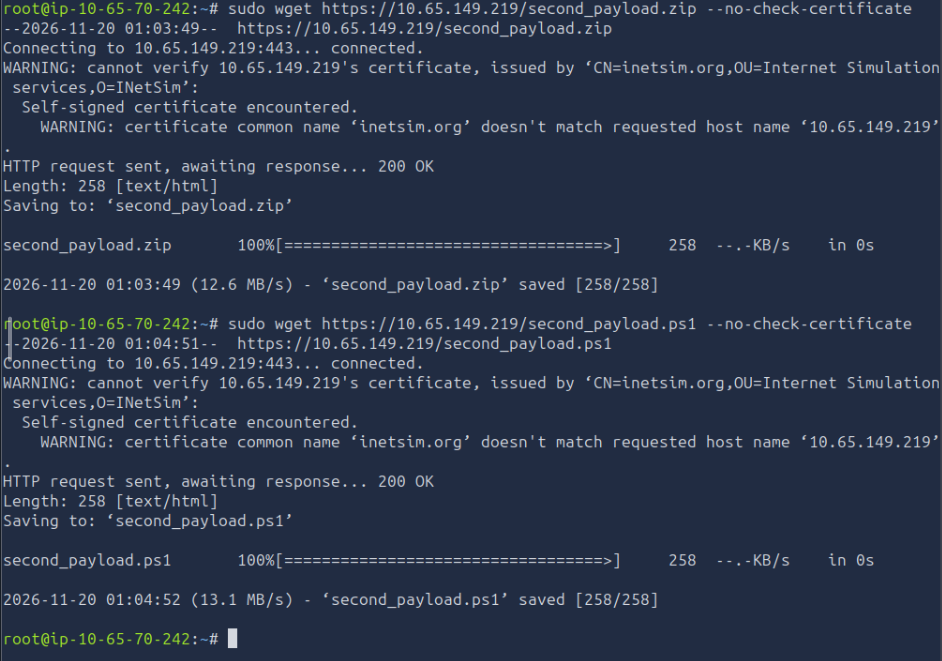 root@ip-10-65-70-242:~# sudo wget https://10.65.149.219/second_payload.zip --no-check-certificate
--2026-11-20 01:03:49--  https://10.65.149.219/second_payload.zip
Connecting to 10.65.149.219:443... connected.
WARNING: cannot verify 10.65.149.219's certificate, issued by ‘CN=inetsim.org,OU=Internet Simulation
 services,O=INetSim’:
  Self-signed certificate encountered.
    WARNING: certificate common name ‘inetsim.org’ doesn't match requested host name ‘10.65.149.219’
.
HTTP request sent, awaiting response... 200 OK
Length: 258 [text/html]
Saving to: ‘second_payload.zip’

second_payload.zip       100%[==================================>]     258  --.-KB/s    in 0s

2026-11-20 01:03:49 (12.6 MB/s) - ‘second_payload.zip’ saved [258/258]

root@ip-10-65-70-242:~# sudo wget https://10.65.149.219/second_payload.ps1 --no-check-certificate
--2026-11-20 01:04:51--  https://10.65.149.219/second_payload.ps1
Connecting to 10.65.149.219:443... connected.
WARNING: cannot verify 10.65.149.219's certificate, issued by ‘CN=inetsim.org,OU=Internet Simulation
 services,O=INetSim’:
  Self-signed certificate encountered.
    WARNING: certificate common name ‘inetsim.org’ doesn't match requested host name ‘10.65.149.219’
.
HTTP request sent, awaiting response... 200 OK
Length: 258 [text/html]
Saving to: ‘second_payload.ps1’

second_payload.ps1       100%[==================================>]     258  --.-KB/s    in 0s

2026-11-20 01:04:52 (13.1 MB/s) - ‘second_payload.ps1’ saved [258/258]

root@ip-10-65-70-242:~#